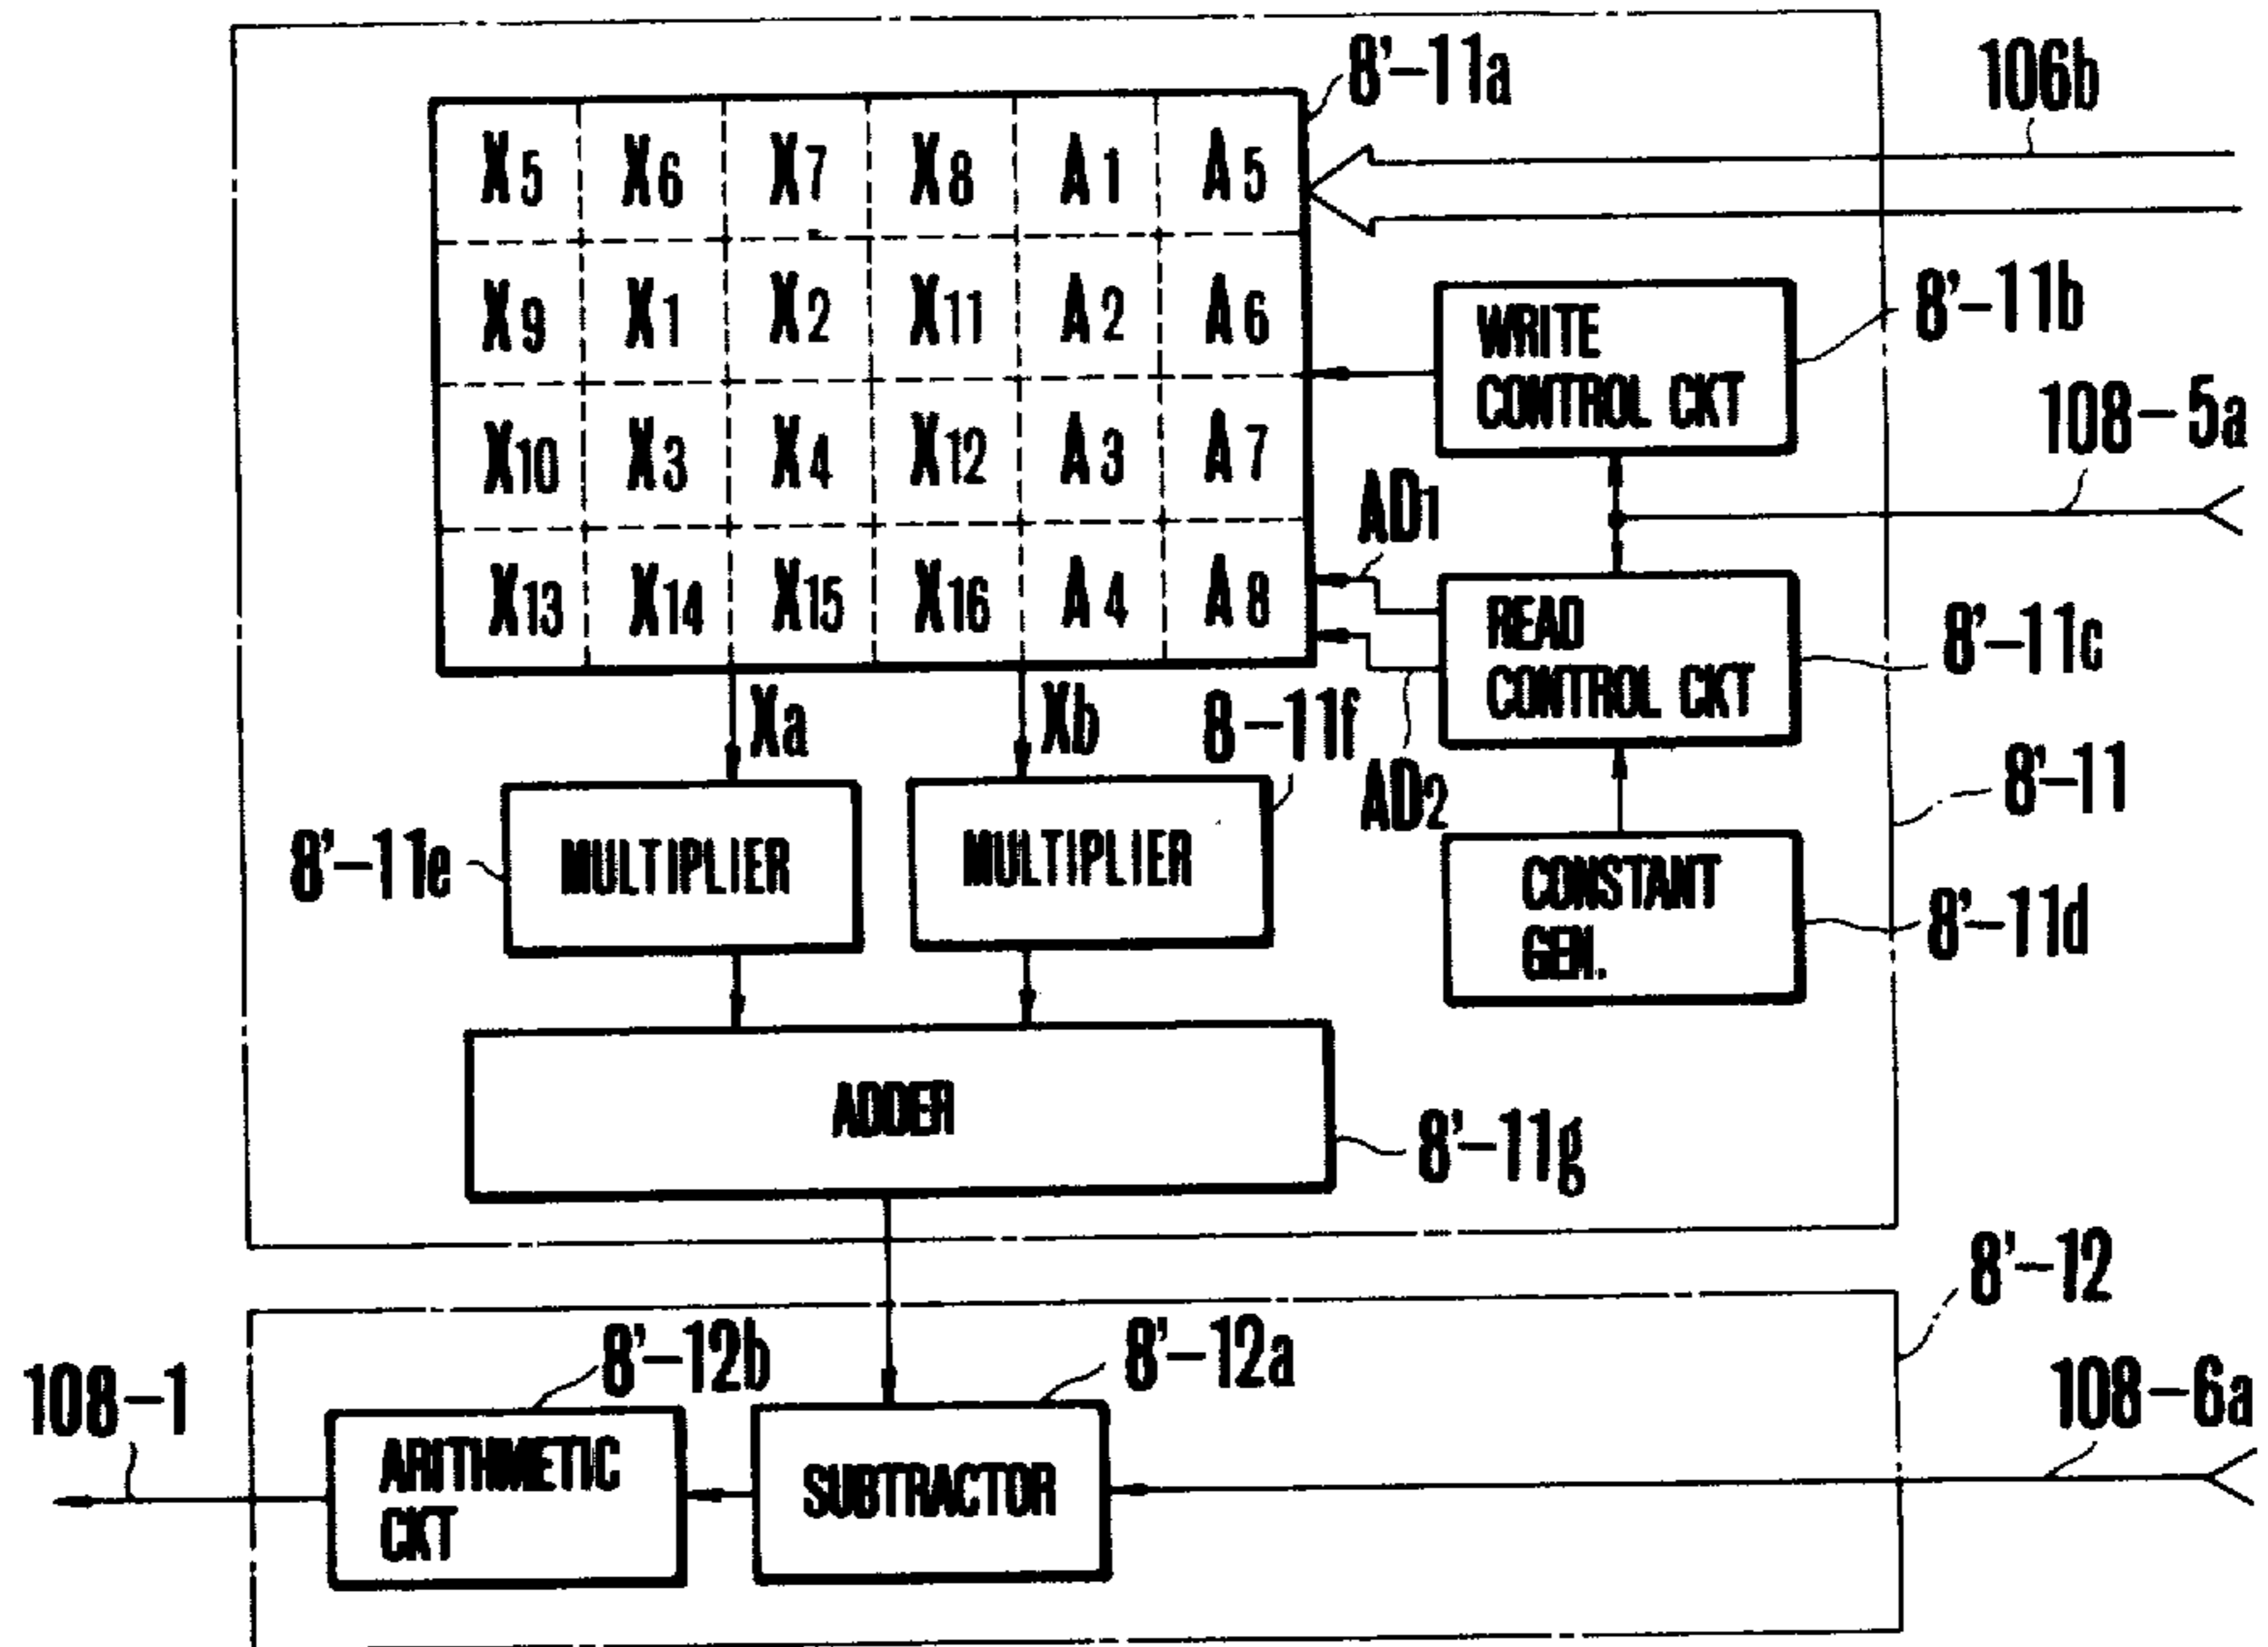 8'-11a
106b
X5 X6 X7 X8 A1 A5
X9 X1 X2 X11 A2 A6
X10 X3 X4 X12 A3 A7
X13 X14 X15 X16 A4 A8
WRITE
CONTROL CKT
8'-11b
108-5a
AD1
READ
CONTROL CKT
8'-11c
Xa
Xb
8-11f
AD2
8'-11
8'-11e
MULTIPLIER
MULTIPLIER
CONSTANT
GEN.
8'-11d
ADDER
8'-11g
8'-12
108-1
8'-12b
8'-12a
108-6a
ARITHMETIC
CKT
SUBTRACTOR